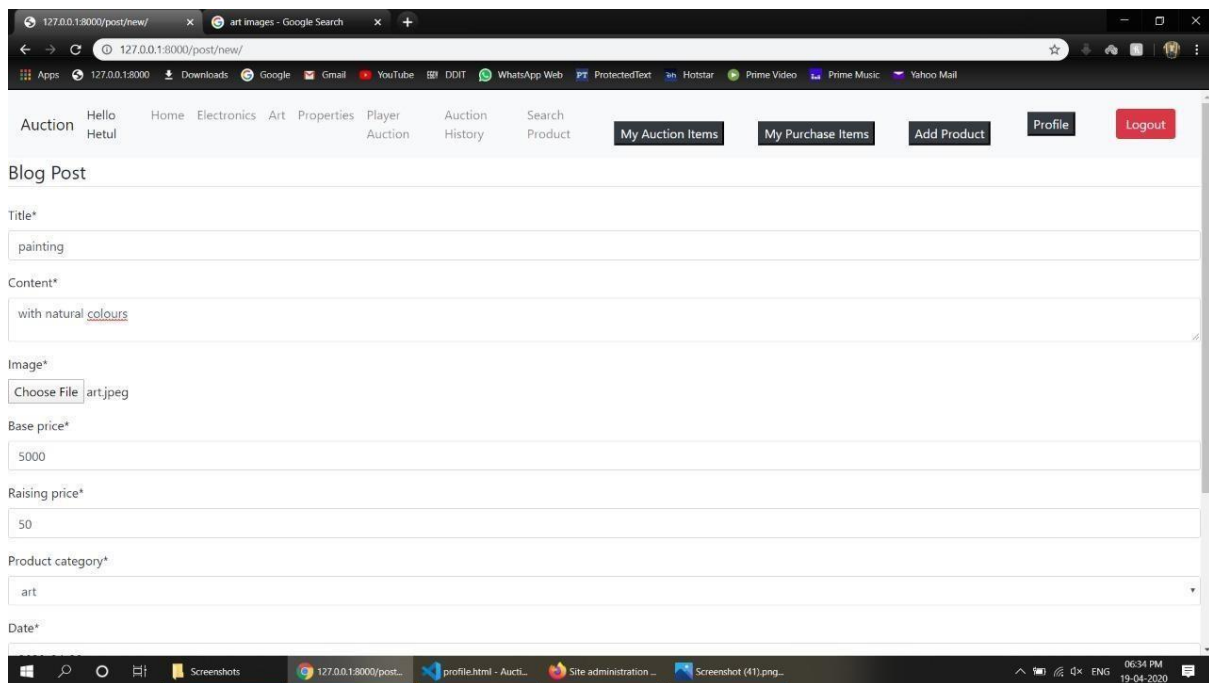 127.0.0.1:8000/post/new/ art images - Google Search
127.0.0.1:8000/post/new/
Apps 127.0.0.1:8000 Downloads Google Gmail YouTube DDIT WhatsApp Web PT ProtectedText Hotstar Prime Video Prime Music Yahoo Mail
Auction Hello Hetul Home Electronics Art Properties Player Auction Auction History Search Product My Auction Items My Purchase Items Add Product Profile Logout
Blog Post
Title*
painting
Content*
with natural colours
Image*
Choose File art.jpeg
Base price*
5000
Raising price*
50
Product category*
art
Date*
Screenshots 127.0.0.1:8000/post... profile.html - Aucti... Site administration ... Screenshot (41).png... ENG 06:34 PM
19-04-2020